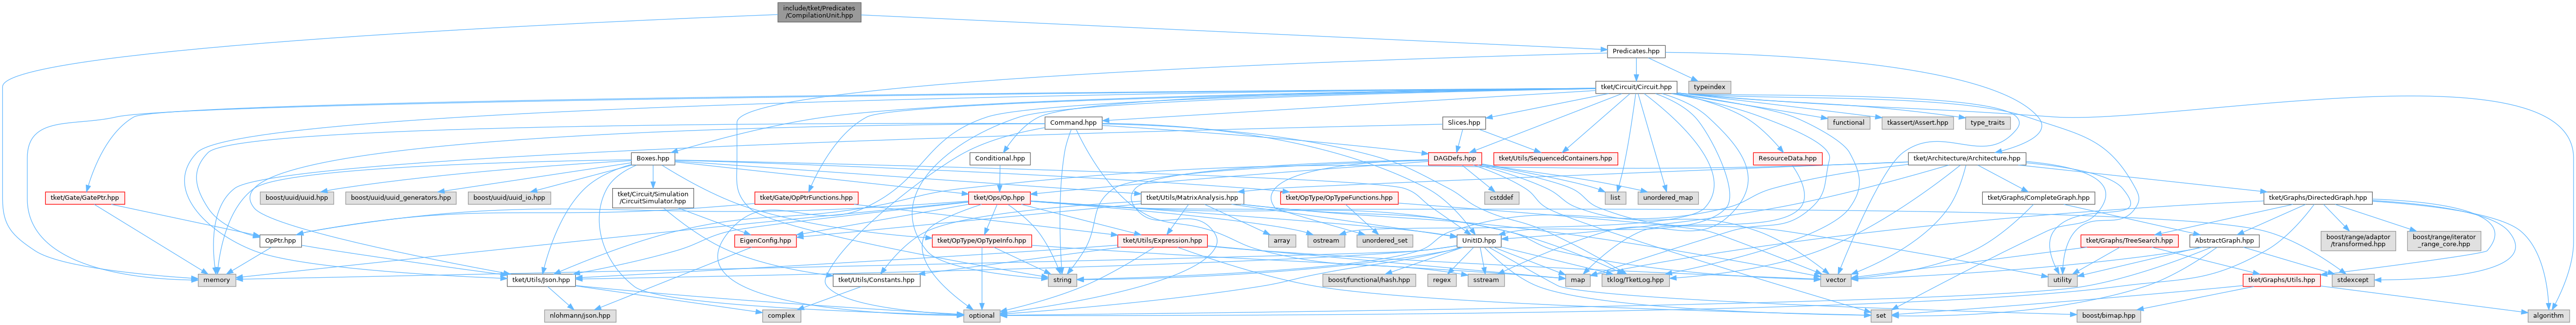 include/tket/Predicates
/CompilationUnit.hpp
Predicates.hpp
tket/Circuit/Circuit.hpp
typeindex
Command.hpp
Slices.hpp
functional
tkassert/Assert.hpp
type_traits
Boxes.hpp
Conditional.hpp
DAGDefs.hpp
tket/Utils/SequencedContainers.hpp
ResourceData.hpp
tket/Architecture/Architecture.hpp
tket/Gate/GatePtr.hpp
boost/uuid/uuid.hpp
boost/uuid/uuid_generators.hpp
boost/uuid/uuid_io.hpp
tket/Circuit/Simulation
/CircuitSimulator.hpp
tket/Gate/OpPtrFunctions.hpp
tket/Ops/Op.hpp
tket/Utils/MatrixAnalysis.hpp
tket/OpType/OpTypeFunctions.hpp
cstddef
list
unordered_map
tket/Graphs/CompleteGraph.hpp
tket/Graphs/DirectedGraph.hpp
OpPtr.hpp
EigenConfig.hpp
tket/OpType/OpTypeInfo.hpp
tket/Utils/Expression.hpp
array
ostream
unordered_set
UnitID.hpp
tket/Graphs/TreeSearch.hpp
AbstractGraph.hpp
boost/range/adaptor
/transformed.hpp
boost/range/iterator
_range_core.hpp
memory
tket/Utils/Json.hpp
tket/Utils/Constants.hpp
string
boost/functional/hash.hpp
regex
sstream
map
tklog/TketLog.hpp
vector
utility
tket/Graphs/Utils.hpp
stdexcept
nlohmann/json.hpp
complex
optional
set
boost/bimap.hpp
algorithm